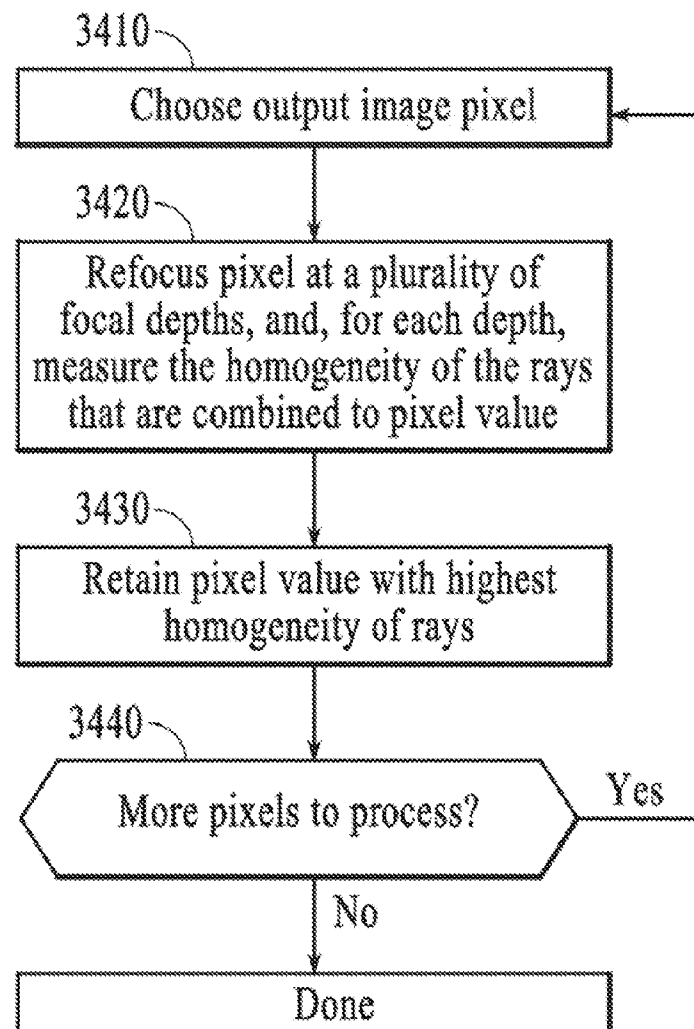 3410
Choose output image pixel
3420
Refocus pixel at a plurality of
focal depths, and, for each depth,
measure the homogeneity of the rays
that are combined to pixel value
3430
Retain pixel value with highest
homogeneity of rays
3440
More pixels to process?
Yes
No
Done